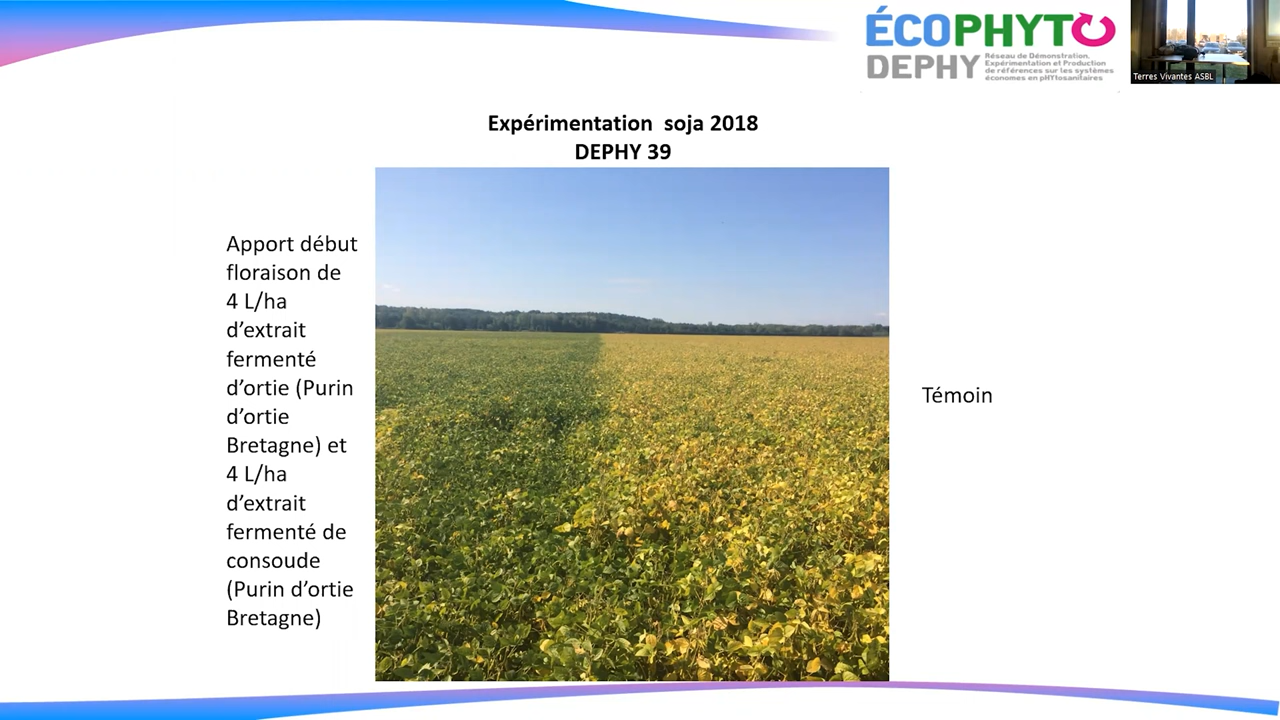 ÉCOPHYTO
DEPHY
Réseau de Démonstration,
Expérimentation et Production
de références sur les systèmes
économes en pHYtosanitaires
Terres Vivantes ASBL
Expérimentation soja 2018
DEPHY 39
Apport début
floraison de
4 L/ha
d’extrait
fermenté
d’ortie (Purin
d’ortie
Bretagne) et
4 L/ha
d’extrait
fermenté de
consoude
(Purin d’ortie
Bretagne)
Témoin